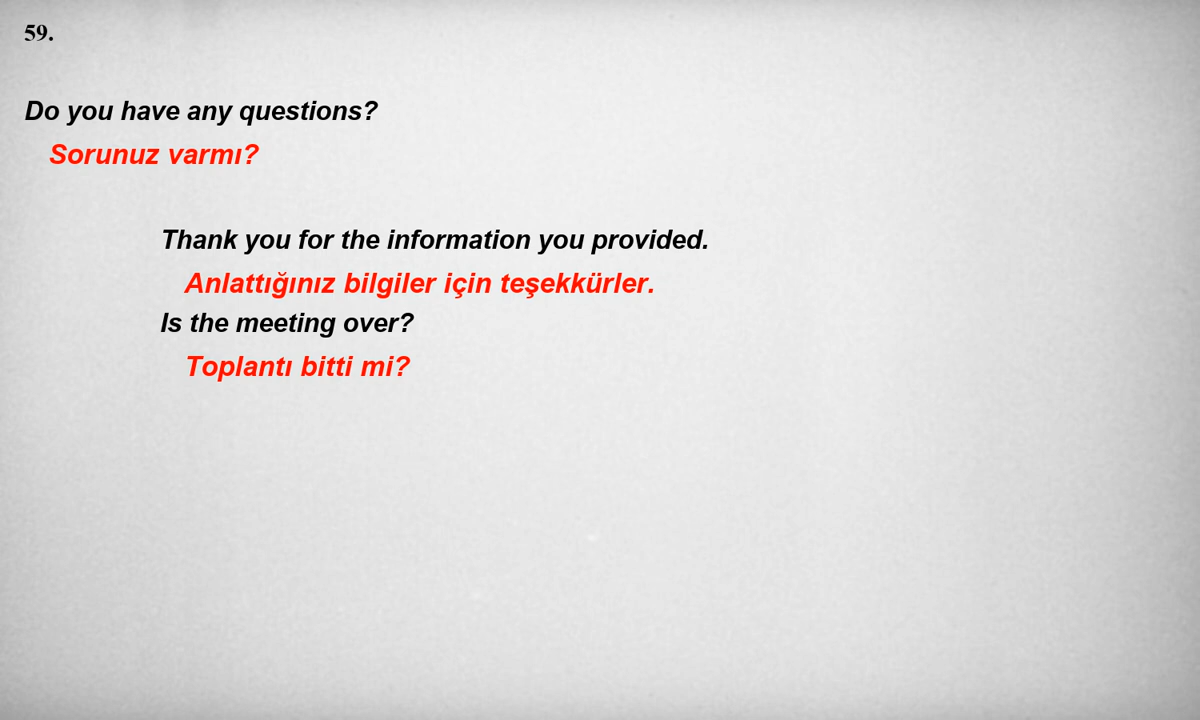 59.
Do you have any questions?
Sorunuz varmı?
Thank you for the information you provided.
Anlattığınız bilgiler için teşekkürler.
Is the meeting over?
Toplantı bitti mi?